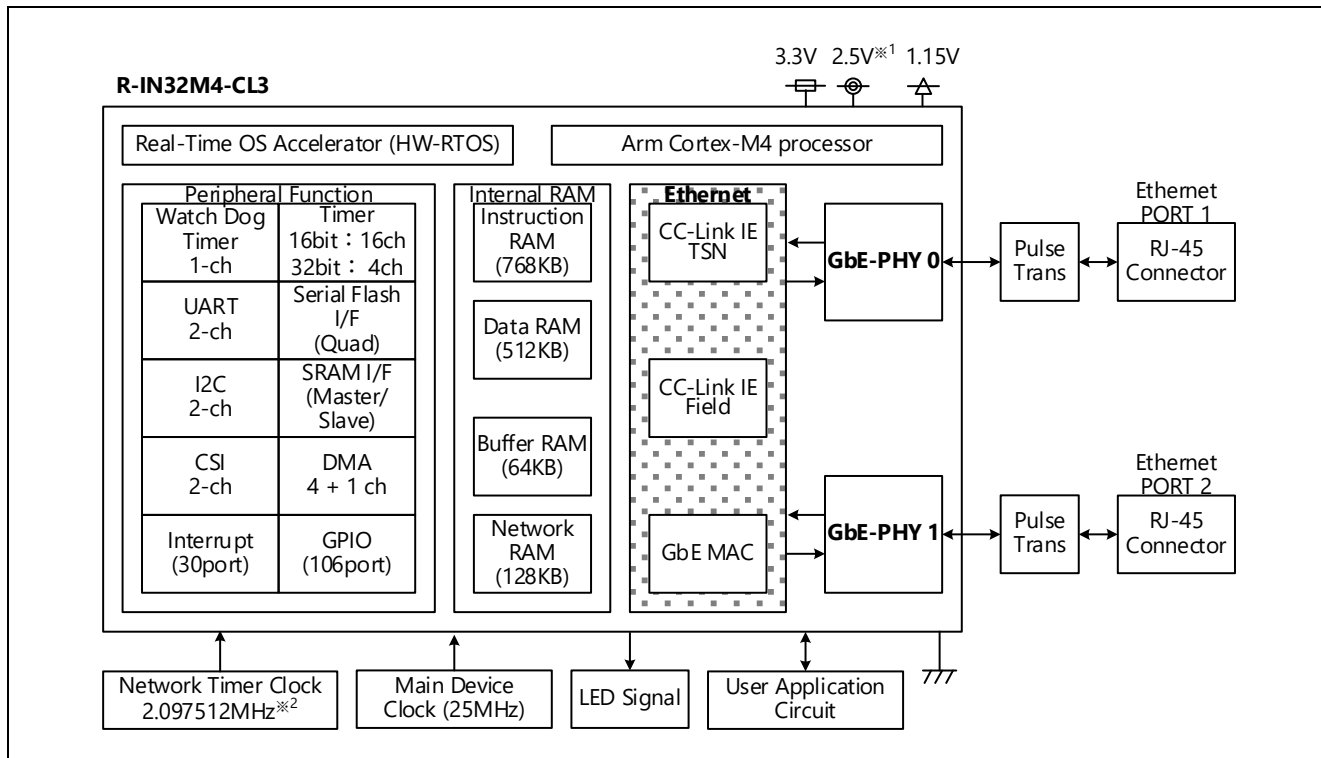 3.3V 2.5V※1 1.15V
R-IN32M4-CL3
Real-Time OS Accelerator (HW-RTOS)
Arm Cortex-M4 processor
Peripheral Function
Watch Dog
Timer
1-ch
Timer
16bit：16ch
32bit：4ch
UART
2-ch
Serial Flash
I/F
(Quad)
I2C
2-ch
SRAM I/F
(Master/
Slave)
CSI
2-ch
DMA
4 + 1 ch
Interrupt
(30port)
GPIO
(106port)
Internal RAM
Instruction
RAM
(768KB)
Data RAM
(512KB)
Buffer RAM
(64KB)
Network
RAM
(128KB)
Ethernet
CC-Link IE
TSN
CC-Link IE
Field
GbE MAC
GbE-PHY 0
GbE-PHY 1
Pulse
Trans
Ethernet
PORT 1
RJ-45
Connector
Pulse
Trans
Ethernet
PORT 2
RJ-45
Connector
Network Timer Clock
2.097512MHz※2
Main Device
Clock (25MHz)
LED Signal
User Application
Circuit